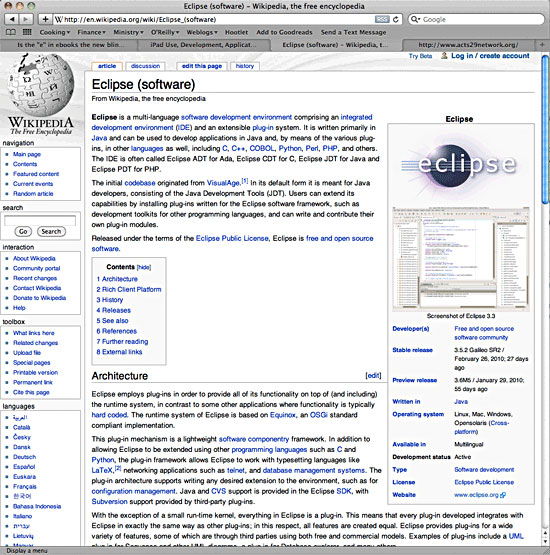 Eclipse (software) – Wikipedia, the free encyclopedia
http://en.wikipedia.org/wiki/Eclipse_(software)
RSS
Google
Cooking Finance Ministry O'Reilly Weblogs Hootlet Add to Goodreads Send a Text Message
Is the "e" in ebooks the new blin...
iPad Use, Development, Applicat...
Eclipse (software) – Wikipedia, t...
http://www.acts29network.org/
Try Beta Log in / create account
article discussion edit this page history
WIKIPEDIA
The Free Encyclopedia
navigation
Main page
Contents
Featured content
Current events
Random article
search
Go Search
interaction
About Wikipedia
Community portal
Recent changes
Contact Wikipedia
Donate to Wikipedia
Help
toolbox
What links here
Related changes
Upload file
Special pages
Printable version
Permanent link
Cite this page
languages
العربية
Català
Česky
Dansk
Deutsch
Español
Euskara
Français
한국어
Bahasa Indonesia
Italiano
עברית
Lietuvių
Eclipse (software)
From Wikipedia, the free encyclopedia
Eclipse is a multi-language software development environment comprising an integrated
development environment (IDE) and an extensible plug-in system. It is written primarily in
Java and can be used to develop applications in Java and, by means of the various plug-
ins, in other languages as well, including C, C++, COBOL, Python, Perl, PHP, and others.
The IDE is often called Eclipse ADT for Ada, Eclipse CDT for C, Eclipse JDT for Java and
Eclipse PDT for PHP.
The initial codebase originated from VisualAge.[1] In its default form it is meant for Java
developers, consisting of the Java Development Tools (JDT). Users can extend its
capabilities by installing plug-ins written for the Eclipse software framework, such as
development toolkits for other programming languages, and can write and contribute their
own plug-in modules.
Released under the terms of the Eclipse Public License, Eclipse is free and open source
software.
Contents [hide]
1 Architecture
2 Rich Client Platform
3 History
4 Releases
5 See also
6 References
7 Further reading
8 External links
Architecture
[edit]
Eclipse employs plug-ins in order to provide all of its functionality on top of (and including)
the runtime system, in contrast to some other applications where functionality is typically
hard coded. The runtime system of Eclipse is based on Equinox, an OSGi standard
compliant implementation.
This plug-in mechanism is a lightweight software componentry framework. In addition to
allowing Eclipse to be extended using other programming languages such as C and
Python, the plug-in framework allows Eclipse to work with typesetting languages like
LaTeX,[2] networking applications such as telnet, and database management systems. The
plug-in architecture supports writing any desired extension to the environment, such as for
configuration management. Java and CVS support is provided in the Eclipse SDK, with
Subversion support provided by third-party plug-ins.
With the exception of a small run-time kernel, everything in Eclipse is a plug-in. This means that every plug-in developed integrates with
Eclipse in exactly the same way as other plug-ins; in this respect, all features are created equal. Eclipse provides plug-ins for a wide
variety of features, some of which are through third parties using both free and commercial models. Examples of plug-ins include a UML
Eclipse
eclipse
Screenshot of Eclipse 3.3
Developer(s) Free and open source
software community
Stable release 3.5.2 Galileo SR2 /
February 26, 2010; 27 days
ago
Preview release 3.6M5 / January 29, 2010;
55 days ago
Written in Java
Operating system Linux, Mac, Windows,
Opensolaris (Cross-
platform)
Available in Multilingual
Development status Active
Type Software development
License Eclipse Public License
Website www.eclipse.org
Display a menu